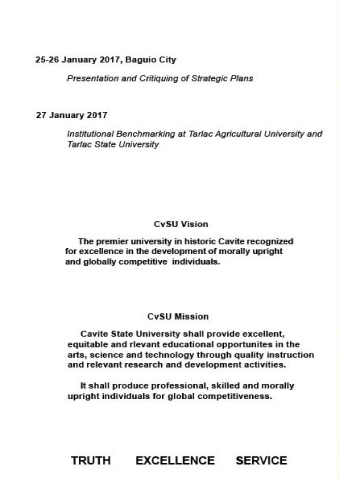 25-26 January 2017, Baguio City
Presentation and Critiquing of Strategic Plans
27 January 2017
Institutional Benchmarking at Tarlac Agricultural University and
Tarlac State University
CvSU Vision
The premier university in historic Cavite recognized
for excellence in the development of morally upright
and globally competitive individuals.
CvSU Mission
Cavite State University shall provide excellent,
equitable and rlevant educational opportunites in the
arts, science and technology through quality instruction
and relevant research and development activities.
It shall produce professional, skilled and morally
upright individuals for global competitiveness.
TRUTH EXCELLENCE SERVICE